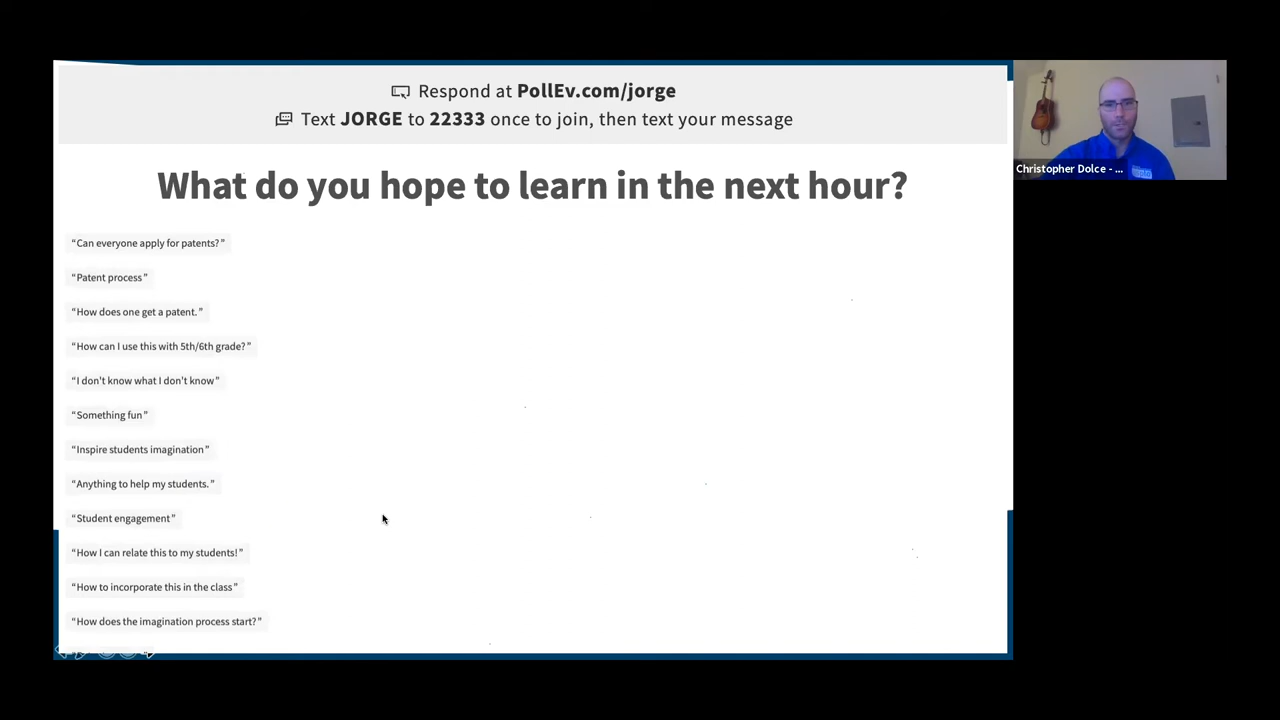 Respond at PollEv.com/jorge
Text JORGE to 22333 once to join, then text your message
What do you hope to learn in the next hour?
“Can everyone apply for patents?”
“Patent process”
“How does one get a patent.”
“How can I use this with 5th/6th grade?”
“I don't know what I don't know”
“Something fun”
“Inspire students imagination”
“Anything to help my students.”
“Student engagement”
“How I can relate this to my students!”
“How to incorporate this in the class”
“How does the imagination process start?”
Christopher Dolce - ...